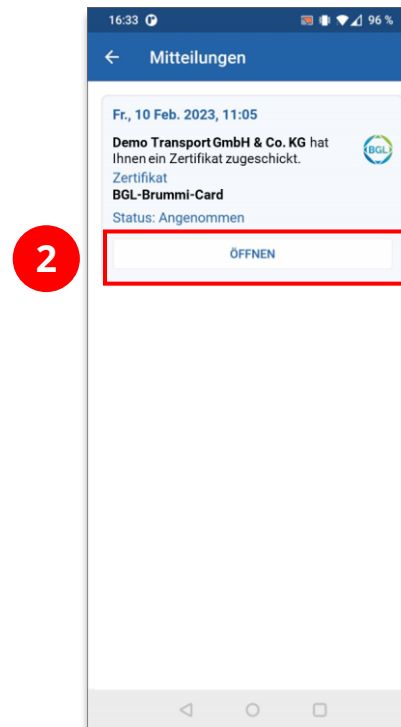 16:33 96 %
Mitteilungen
Fr., 10 Feb. 2023, 11:05
Demo Transport GmbH & Co. KG hat
Ihnen ein Zertifikat zugeschickt.
BGL
Zertifikat
BGL-Brummi-Card
Status: Angenommen
2
ÖFFNEN